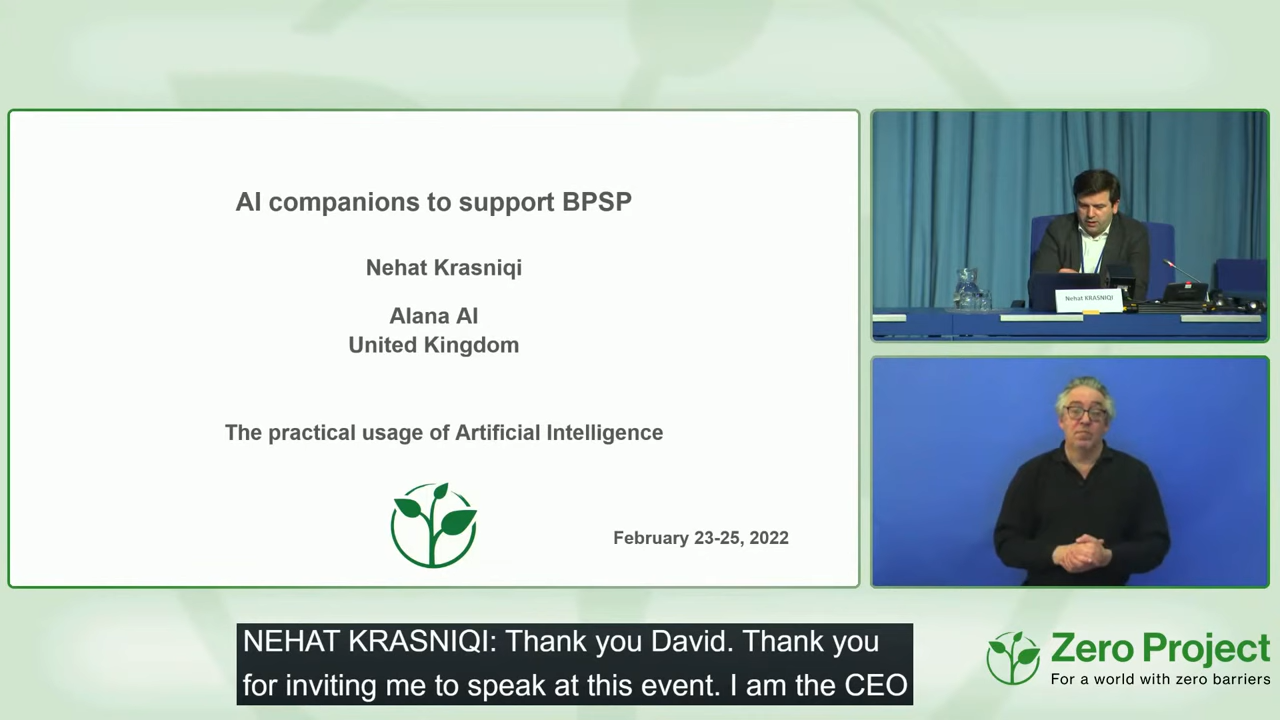 AI companions to support BPSP
Nehat Krasniqi
Alana AI
United Kingdom
The practical usage of Artificial Intelligence
February 23-25, 2022
Nehat KRASNIQI
NEHAT KRASNIQI: Thank you David. Thank you
for inviting me to speak at this event. I am the CEO
Zero Project
For a world with zero barriers